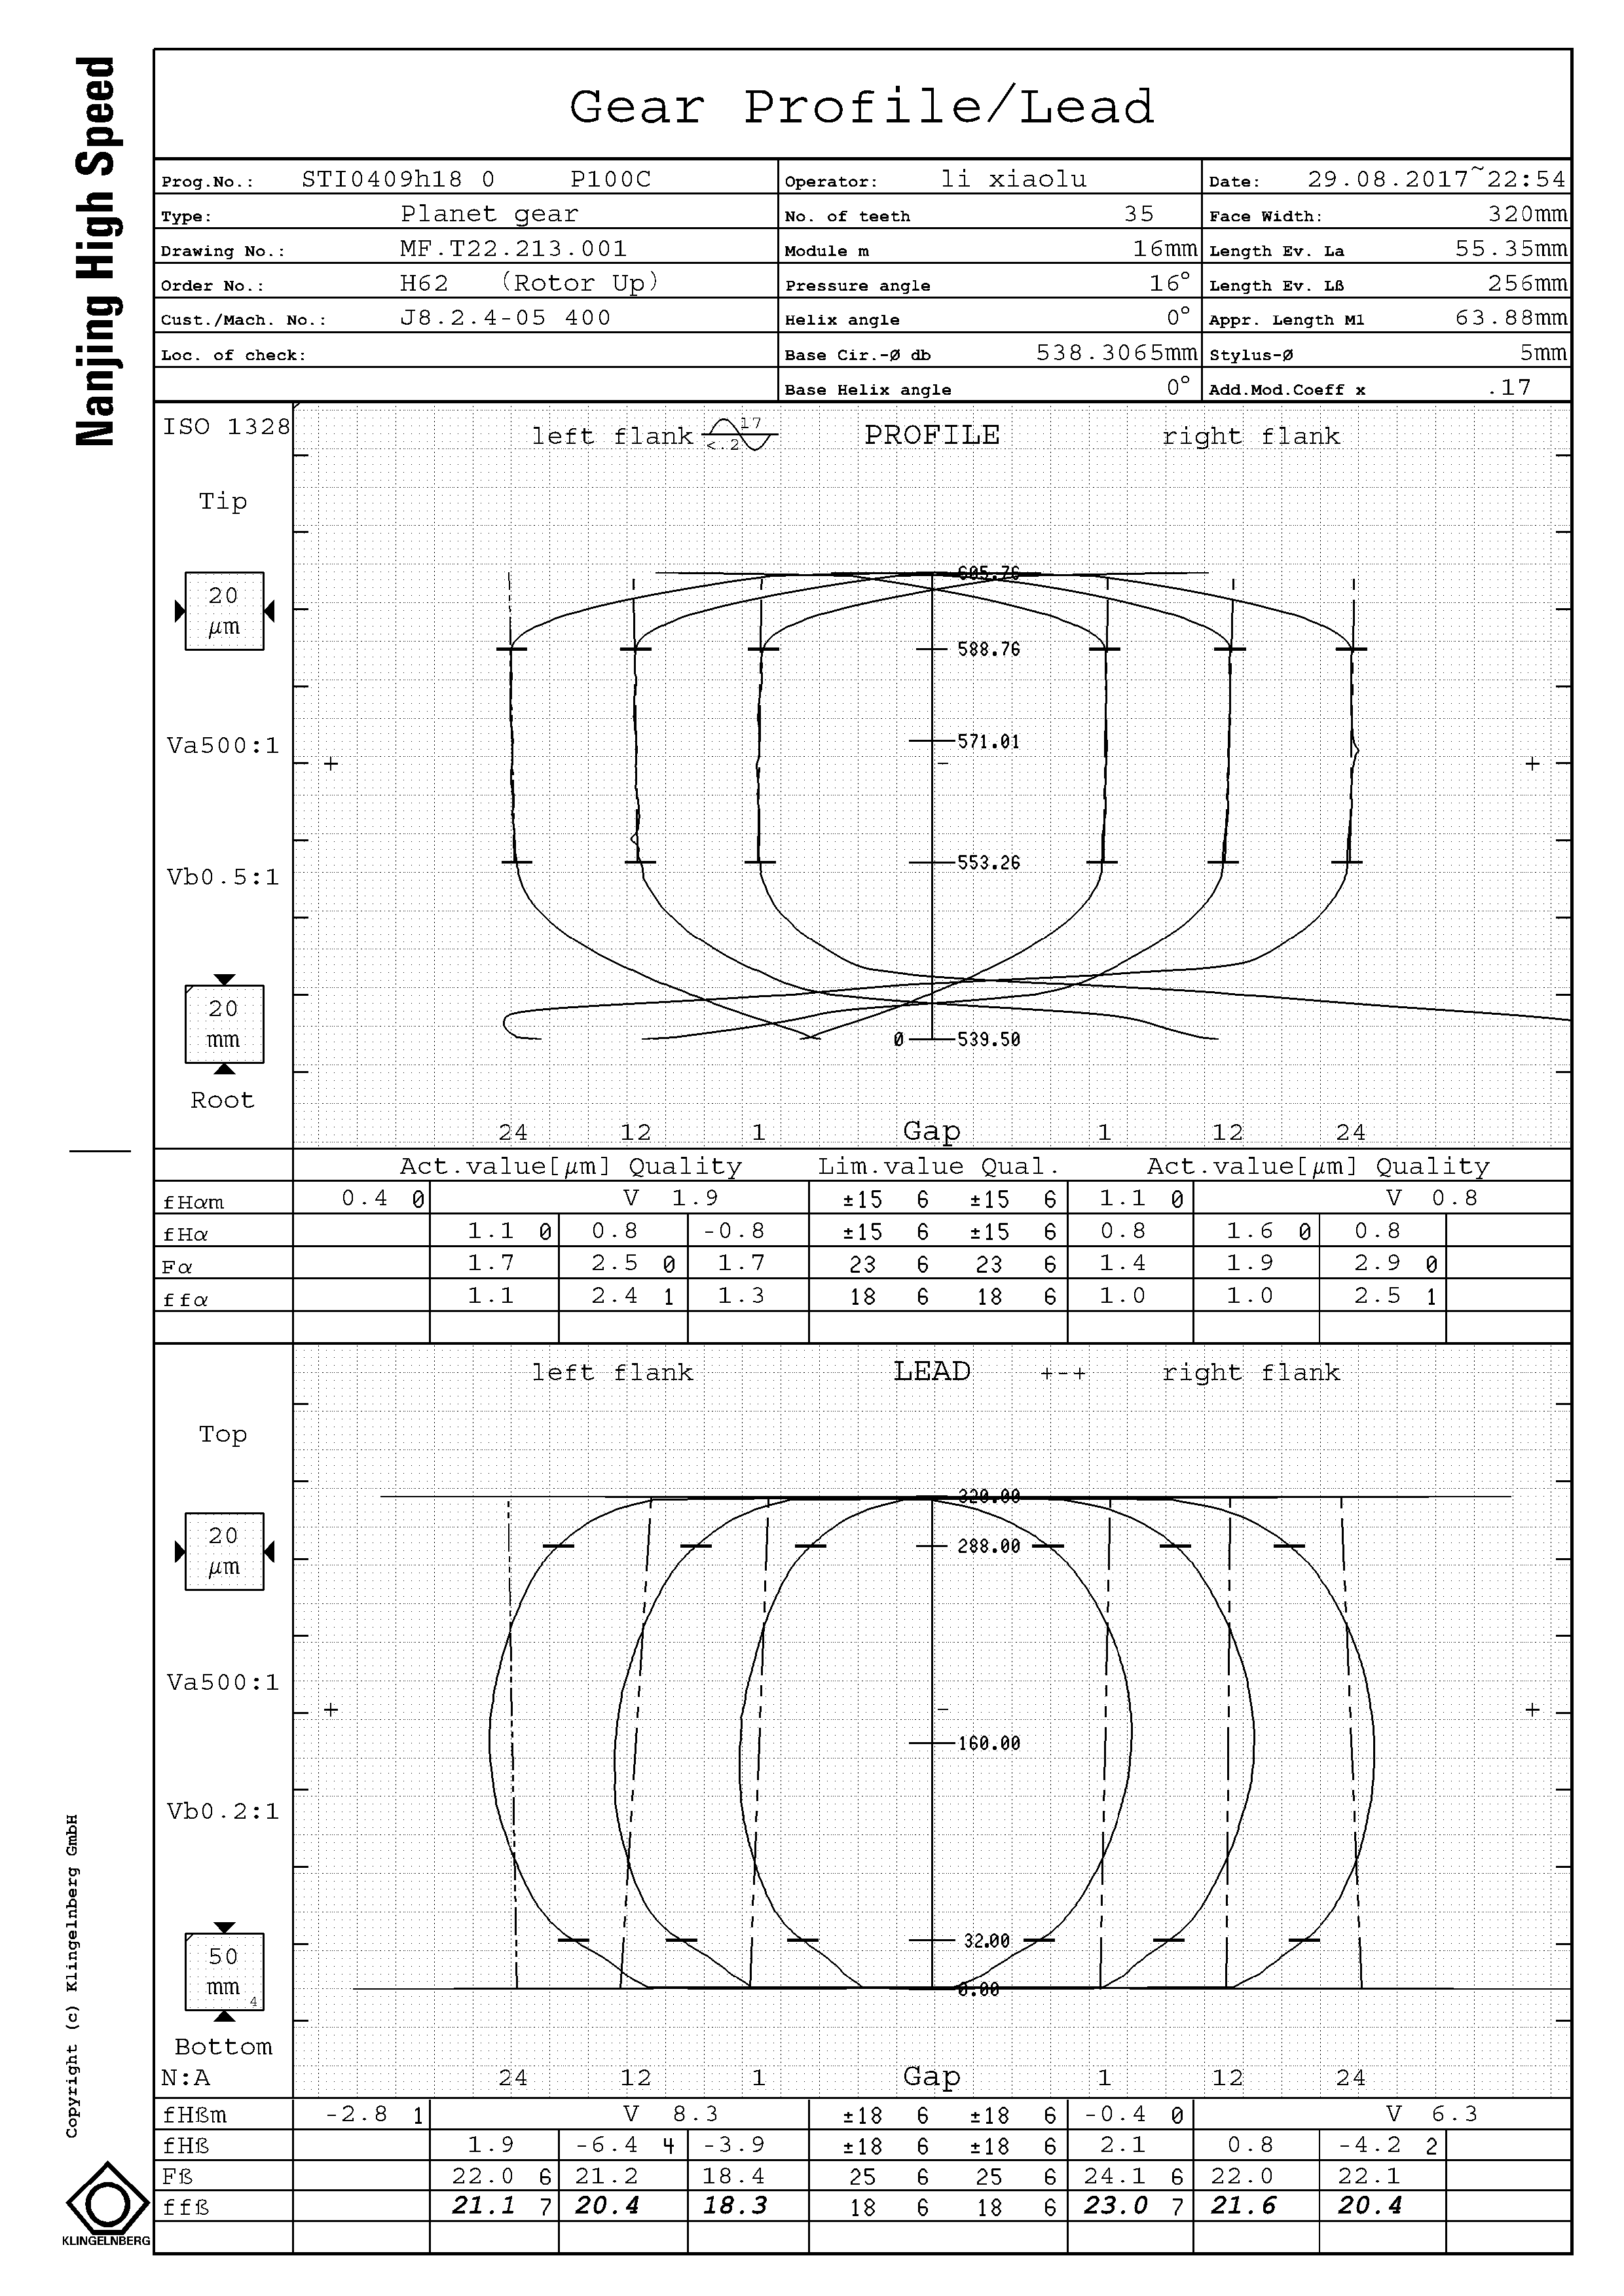 Nanjing High Speed
Gear Profile/Lead
Prog.No.: STI0409h18 0 P100C Operator: li xiaolu Date: 29.08.2017~22:54
Type: Planet gear No. of teeth 35 Face Width: 320mm
Drawing No.: MF.T22.213.001 Module m 16mm Length Ev. La 55.35mm
Order No.: H62 (Rotor Up) Pressure angle 16° Length Ev. Lß 256mm
Cust./Mach. No.: J8.2.4-05 400 Helix angle 0° Appr. Length M1 63.88mm
Loc. of check: Base Cir.-Ø db 538.3065mm Stylus-Ø 5mm
Base Helix angle 0° Add.Mod.Coeff x .17
ISO 1328 left flank 17 <.2 PROFILE right flank
Tip
605.76
20 µm
588.76
Va500:1 571.01
+ - +
553.26
Vb0.5:1
20 mm
0 539.50
Root
24 12 1 Gap 1 12 24
Act.value[µm] Quality Lim.value Qual. Act.value[µm] Quality
fHαm 0.4 0 V 1.9 ±15 6 ±15 6 1.1 0 V 0.8
fHα 1.1 0 0.8 -0.8 ±15 6 ±15 6 0.8 1.6 0 0.8
Fα 1.7 2.5 0 1.7 23 6 23 6 1.4 1.9 2.9 0
ffα 1.1 2.4 1 1.3 18 6 18 6 1.0 1.0 2.5 1
left flank LEAD +-+ right flank
Top
320.00
20 µm
288.00
Va500:1
+ - +
160.00
Vb0.2:1
32.00
50 mm 4
0.00
Bottom
N:A 24 12 1 Gap 1 12 24
fHßm -2.8 1 V 8.3 ±18 6 ±18 6 -0.4 0 V 6.3
fHß 1.9 -6.4 4 -3.9 ±18 6 ±18 6 2.1 0.8 -4.2 2
Fß 22.0 6 21.2 18.4 25 6 25 6 24.1 6 22.0 22.1
ffß 21.1 7 20.4 18.3 18 6 18 6 23.0 7 21.6 20.4
Copyright (c) Klingelnberg GmbH
KLINGELNBERG